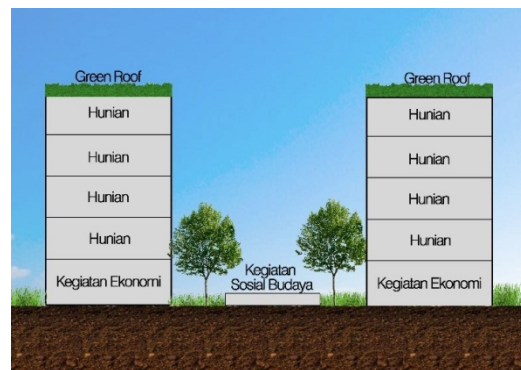 Green Roof
Hunian
Hunian
Hunian
Hunian
Kegiatan Ekonomi
Kegiatan
Sosial Budaya
Green Roof
Hunian
Hunian
Hunian
Hunian
Kegiatan Ekonomi